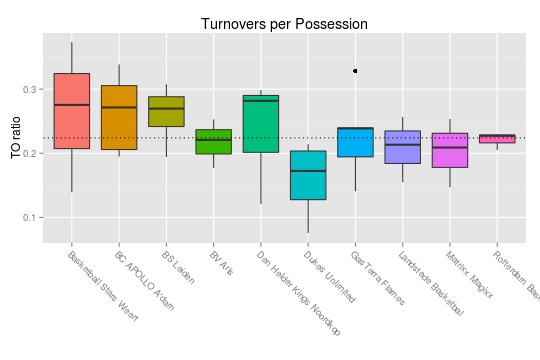 Turnovers per Possession
TO ratio
0.3
0.2
0.1
Basketball Stars Weert
BC APOLLO A'dam
BS Leiden
BV Aris
Den Helder Kings Noordkop
Dukes Unlimited
GasTerra Flames
Landstede Basketbal
Matrixx Magixx
Rotterdam Bas